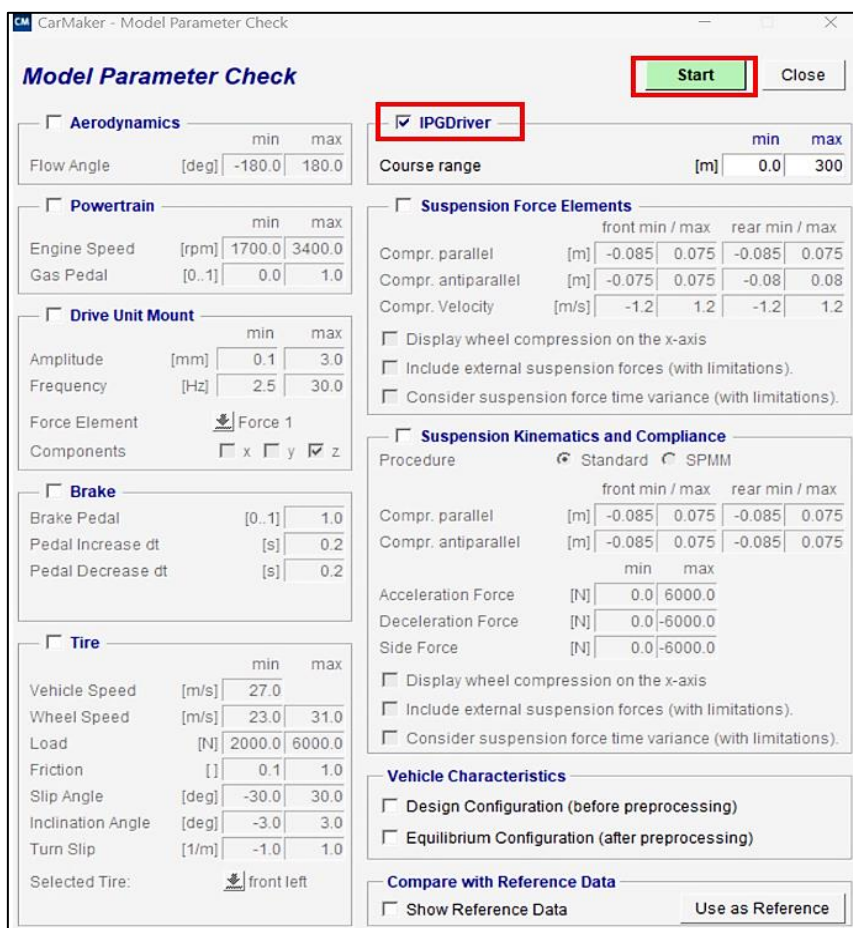 CM CarMaker - Model Parameter Check
Model Parameter Check
Start
Close
Aerodynamics
min max
Flow Angle [deg] -180.0 180.0
Powertrain
min max
Engine Speed [rpm] 1700.0 3400.0
Gas Pedal [0..1] 0.0 1.0
Drive Unit Mount
min max
Amplitude [mm] 0.1 3.0
Frequency [Hz] 2.5 30.0
Force Element Force 1
Components x y z
Brake
Brake Pedal [0..1] 1.0
Pedal Increase dt [s] 0.2
Pedal Decrease dt [s] 0.2
Tire
min max
Vehicle Speed [m/s] 27.0
Wheel Speed [m/s] 23.0 31.0
Load [N] 2000.0 6000.0
Friction [] 0.1 1.0
Slip Angle [deg] -30.0 30.0
Inclination Angle [deg] -3.0 3.0
Turn Slip [1/m] -1.0 1.0
Selected Tire: front left
IPGDriver
min max
Course range [m] 0.0 300
Suspension Force Elements
front min / max rear min / max
Compr. parallel [m] -0.085 0.075 -0.085 0.075
Compr. antiparallel [m] -0.075 0.075 -0.08 0.08
Compr. Velocity [m/s] -1.2 1.2 -1.2 1.2
Display wheel compression on the x-axis
Include external suspension forces (with limitations).
Consider suspension force time variance (with limitations).
Suspension Kinematics and Compliance
Procedure Standard SPMM
front min / max rear min / max
Compr. parallel [m] -0.085 0.075 -0.085 0.075
Compr. antiparallel [m] -0.085 0.075 -0.085 0.075
min max
Acceleration Force [N] 0.0 6000.0
Deceleration Force [N] 0.0 -6000.0
Side Force [N] 0.0 -6000.0
Display wheel compression on the x-axis
Include external suspension forces (with limitations).
Consider suspension force time variance (with limitations).
Vehicle Characteristics
Design Configuration (before preprocessing)
Equilibrium Configuration (after preprocessing)
Compare with Reference Data
Show Reference Data Use as Reference